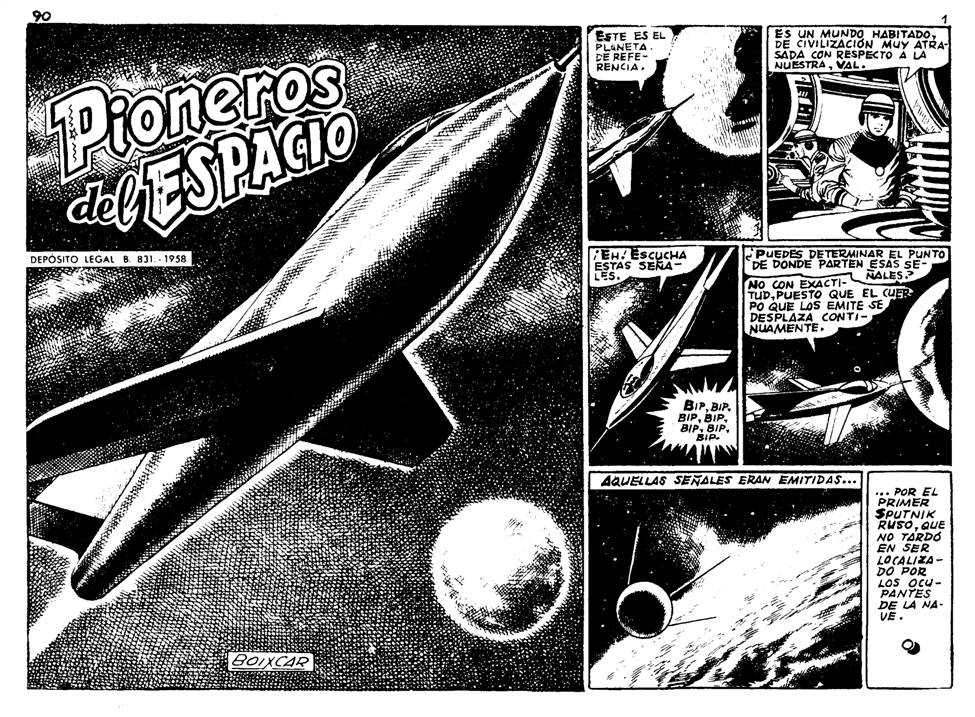 90
1
Pioneros
del ESPACIO
DEPÓSITO LEGAL B. 831.-1958
BOIXCAR
ESTE ES EL
PLANETA
DE REFE-
RENCIA.
ES UN MUNDO HABITADO,
DE CIVILIZACIÓN MUY ATRA-
SADA CON RESPECTO A LA
NUESTRA, VAL.
¡EH! ESCUCHA
ESTAS SEÑA-
LES.
BIP, BIP,
BIP, BIP,
BIP, BIP,
BIP.
¿PUEDES DETERMINAR EL PUNTO
DE DONDE PARTEN ESAS SE-
ÑALES?
NO CON EXACTI-
TUD, PUESTO QUE EL CUER-
PO QUE LAS EMITE SE
DESPLAZA CONTI-
NUAMENTE.
AQUELLAS SEÑALES ERAN EMITIDAS...
... POR EL
PRIMER
SPUTNIK
RUSO, QUE
NO TARDÓ
EN SER
LOCALIZA-
DO POR
LOS OCU-
PANTES
DE LA NA-
VE.